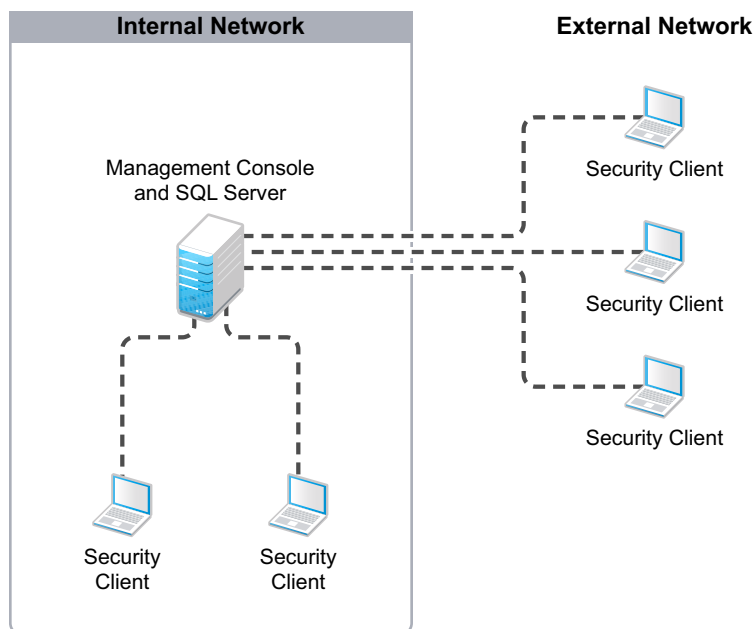 Internal Network
External Network
Management Console
and SQL Server
Security Client
Security Client
Security Client
Security
Client
Security
Client